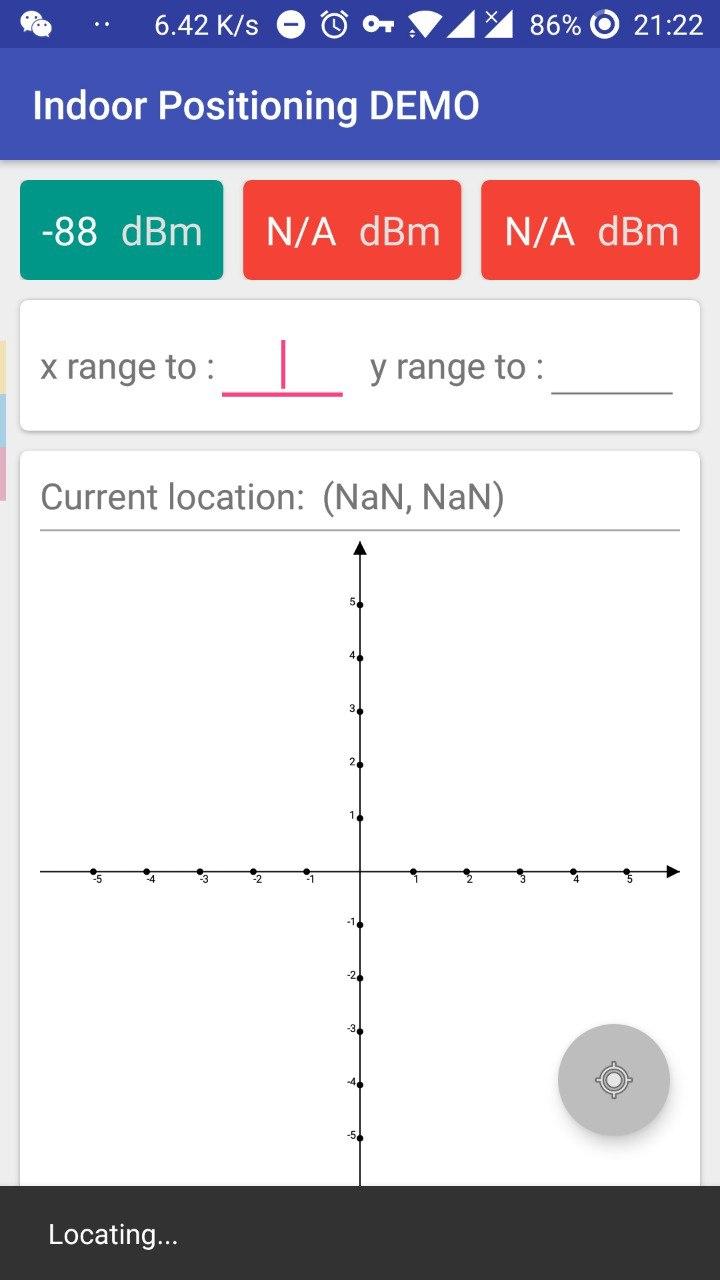 6.42 K/s 86% 21:22
Indoor Positioning DEMO
-88 dBm N/A dBm N/A dBm
x range to : y range to :
Current location: (NaN, NaN)
5
4
3
2
1
-5 -4 -3 -2 -1 1 2 3 4 5
-1
-2
-3
-4
-5
Locating...